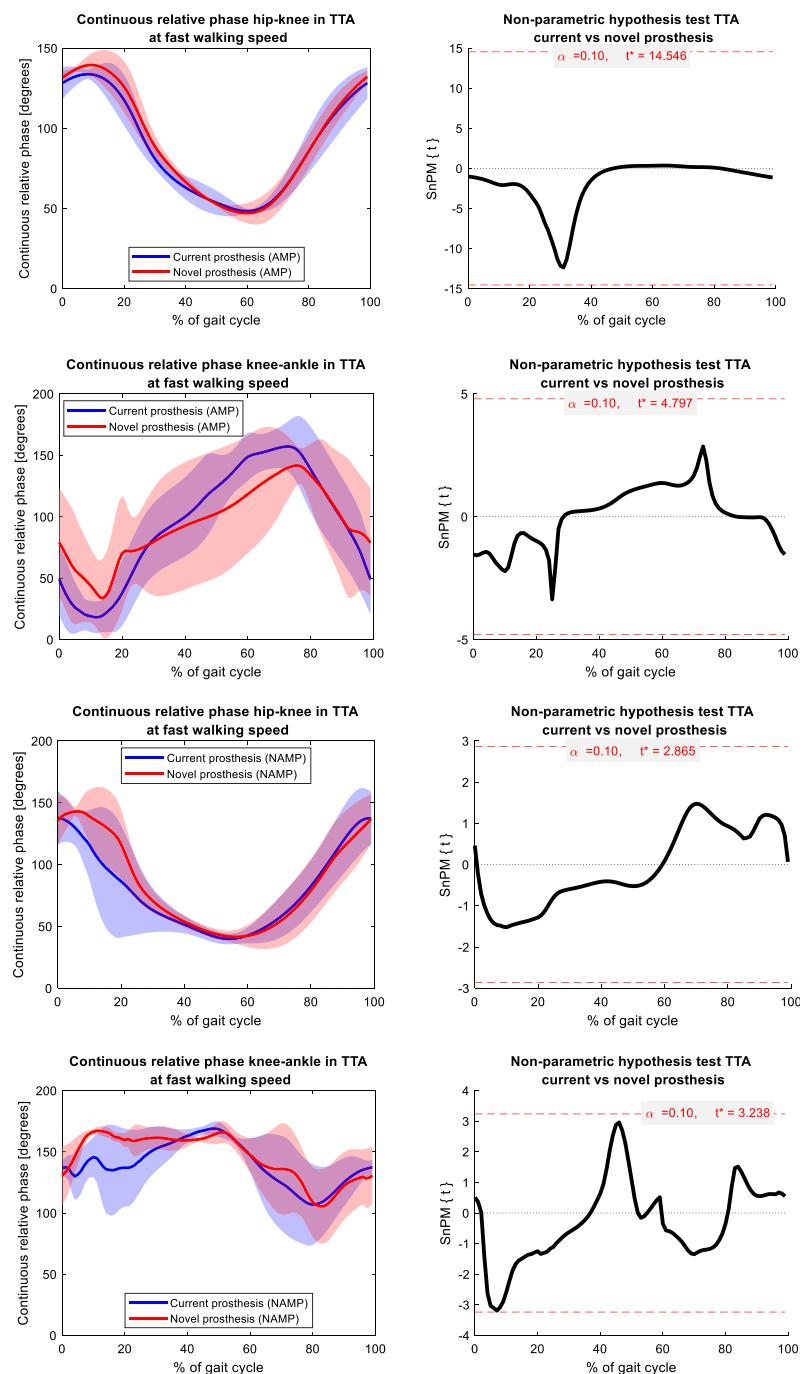 Continuous relative phase hip-knee in TTA
at fast walking speed
Continuous relative phase [degrees]
150
100
50
0
Current prosthesis (AMP)
Novel prosthesis (AMP)
0 20 40 60 80 100
% of gait cycle
Non-parametric hypothesis test TTA
current vs novel prosthesis
SnPM { t }
15
10
5
0
-5
-10
-15
α =0.10, t* = 14.546
0 20 40 60 80 100
% of gait cycle
Continuous relative phase knee-ankle in TTA
at fast walking speed
Continuous relative phase [degrees]
200
150
100
50
0
Current prosthesis (AMP)
Novel prosthesis (AMP)
0 20 40 60 80 100
% of gait cycle
Non-parametric hypothesis test TTA
current vs novel prosthesis
SnPM { t }
5
0
-5
α =0.10, t* = 4.797
0 20 40 60 80 100
% of gait cycle
Continuous relative phase hip-knee in TTA
at fast walking speed
Continuous relative phase [degrees]
200
150
100
50
0
Current prosthesis (NAMP)
Novel prosthesis (NAMP)
0 20 40 60 80 100
% of gait cycle
Non-parametric hypothesis test TTA
current vs novel prosthesis
SnPM { t }
3
2
1
0
-1
-2
-3
α =0.10, t* = 2.865
0 20 40 60 80 100
% of gait cycle
Continuous relative phase knee-ankle in TTA
at fast walking speed
Continuous relative phase [degrees]
200
150
100
50
0
Current prosthesis (NAMP)
Novel prosthesis (NAMP)
0 20 40 60 80 100
% of gait cycle
Non-parametric hypothesis test TTA
current vs novel prosthesis
SnPM { t }
4
3
2
1
0
-1
-2
-3
-4
α =0.10, t* = 3.238
0 20 40 60 80 100
% of gait cycle